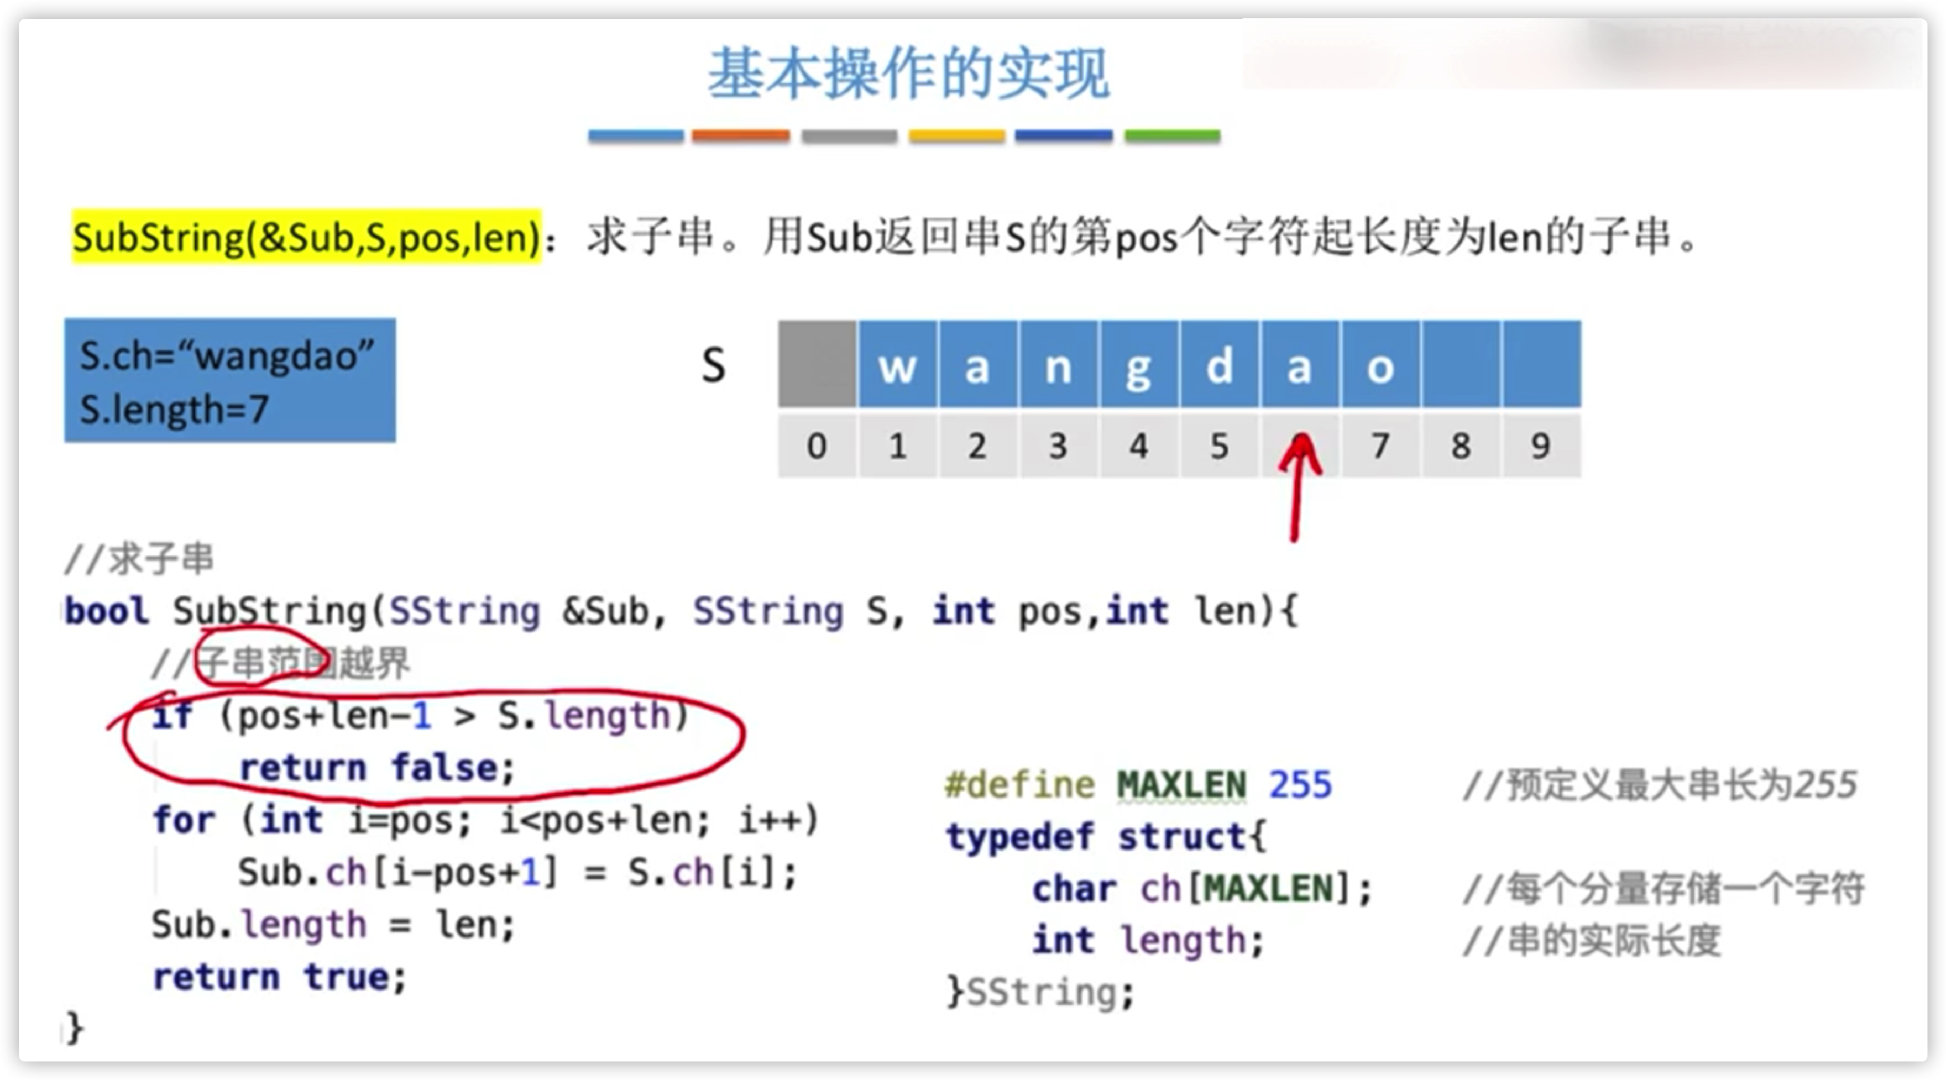 基本操作的实现
SubString(&Sub,S,pos,len)：求子串。用Sub返回串S的第pos个字符起长度为len的子串。
S.ch=“wangdao”
S.length=7
S w a n g d a o
0 1 2 3 4 5 7 8 9
//求子串
bool SubString(SString &Sub, SString S, int pos,int len){
//子串范围越界
if (pos+len-1 > S.length)
return false;
for (int i=pos; i<pos+len; i++)
Sub.ch[i-pos+1] = S.ch[i];
Sub.length = len;
return true;
}
#define MAXLEN 255 //预定义最大串长为255
typedef struct{
char ch[MAXLEN]; //每个分量存储一个字符
int length; //串的实际长度
}SString;